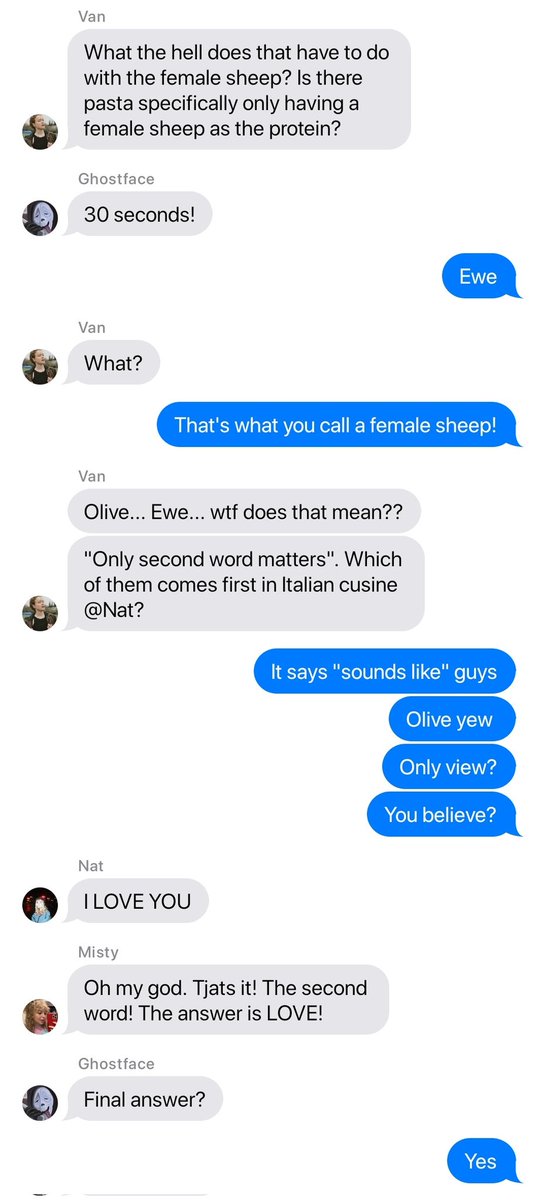 Van
What the hell does that have to do
with the female sheep? Is there
pasta specifically only having a
female sheep as the protein?
Ghostface
30 seconds!
Ewe
Van
What?
That's what you call a female sheep!
Van
Olive... Ewe... wtf does that mean??
"Only second word matters". Which
of them comes first in Italian cusine
@Nat?
It says "sounds like" guys
Olive yew
Only view?
You believe?
Nat
I LOVE YOU
Misty
Oh my god. Tjats it! The second
word! The answer is LOVE!
Ghostface
Final answer?
Yes